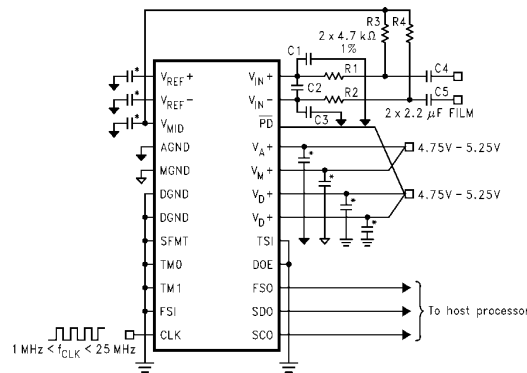 R3 R4
2 x 4.7 kΩ
1%
C1
R1
C4
C2
R2
C5
C3
2 x 2.2 μF FILM
*
*
*
VREF+
VREF-
VMID
AGND
MGND
DGND
DGND
SFMT
TM0
TM1
FSI
CLK
VIN+
VIN-
PD
VA+
VM+
VD+
VD+
TSI
DOE
FSO
SDO
SCO
*
*
*
*
4.75V - 5.25V
4.75V - 5.25V
To host processor
1 MHz < fCLK < 25 MHz